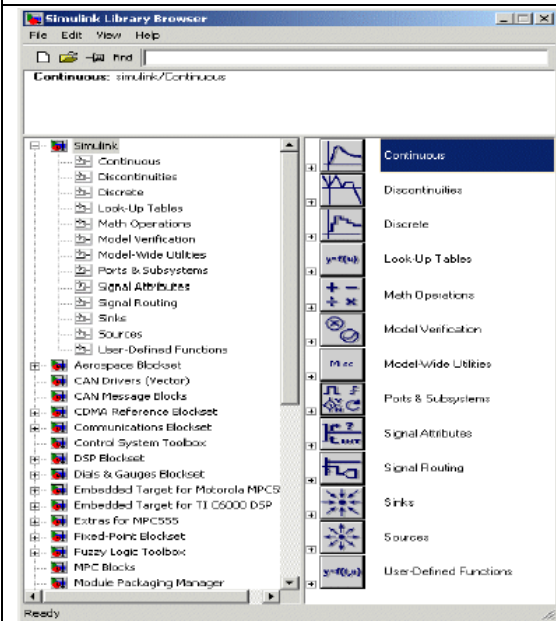 Simulink Library Browser
File Edit View Help
Find
Continuous: simulink/Continuous
Simulink
Continuous
Discontinuities
Discrete
Look-Up Tables
Math Operations
Model Verification
Model-Wide Utilities
Ports & Subsystems
Signal Attributes
Signal Routing
Sinks
Sources
User-Defined Functions
Aerospace Blockset
CAN Drivers (Vector)
CAN Message Blocks
CDMA Reference Blockset
Communications Blockset
Control System Toolbox
DSP Blockset
Dials & Gauges Blockset
Embedded Target for Motorola MPC5
Embedded Target for TI C6000 DSP
Extras for MPC555
Fixed-Point Blockset
Fuzzy Logic Toolbox
MPC Blocks
Module Packaging Manager
Continuous
Discontinuities
Discrete
y=f(u)
Look-Up Tables
+ -
÷ ×
Math Operations
Model Verification
Misc
Model-Wide Utilities
Ports & Subsystems
?
Signal Attributes
Signal Routing
Sinks
Sources
y=f(u)
User-Defined Functions
Ready